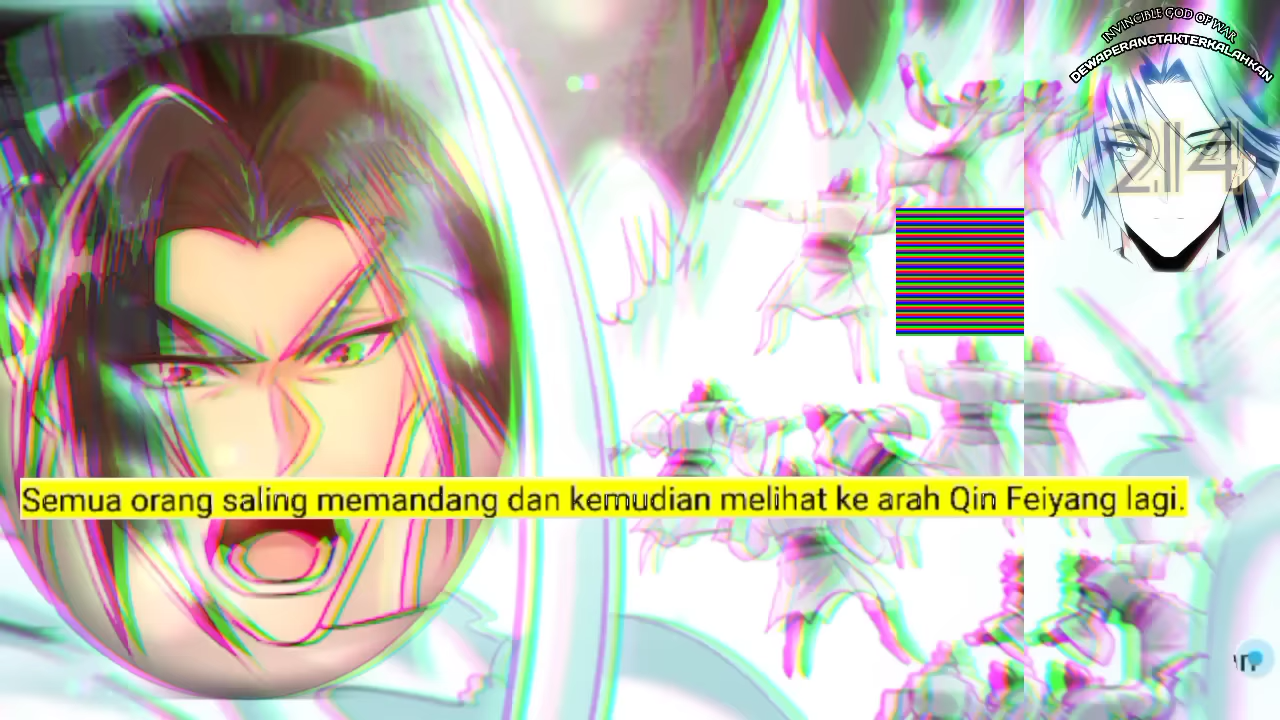 INVINCIBLE GOD OF WAR
DEWAPERANGTAKTERKALAHKAN
214
Semua orang saling memandang dan kemudian melihat ke arah Qin Feiyang lagi.